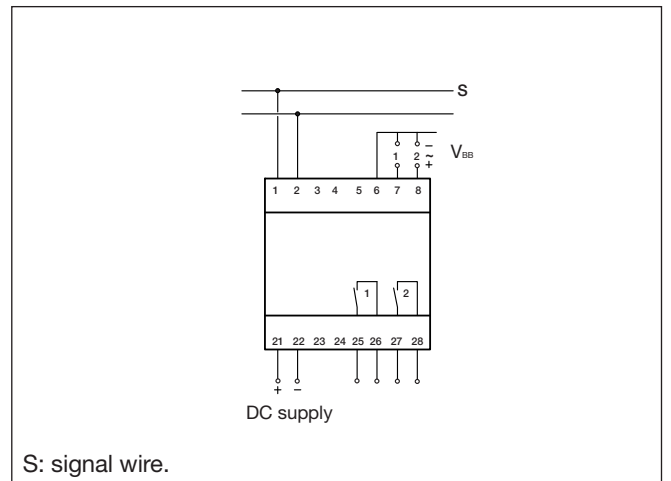 S
1 2 – ~ + V BB
1 2 3 4 5 6 7 8
1 2
21 22 23 24 25 26 27 28
+ –
DC supply
S: signal wire.